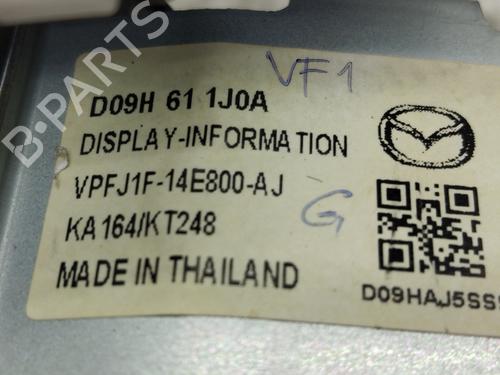 VF1
D09H 61 1J0A
DISPLAY-INFORMATION
VPFJ1F-14E800-AJ
G
KA164/KT248
MADE IN THAILAND
D09HAJ5SS
B-PARTS